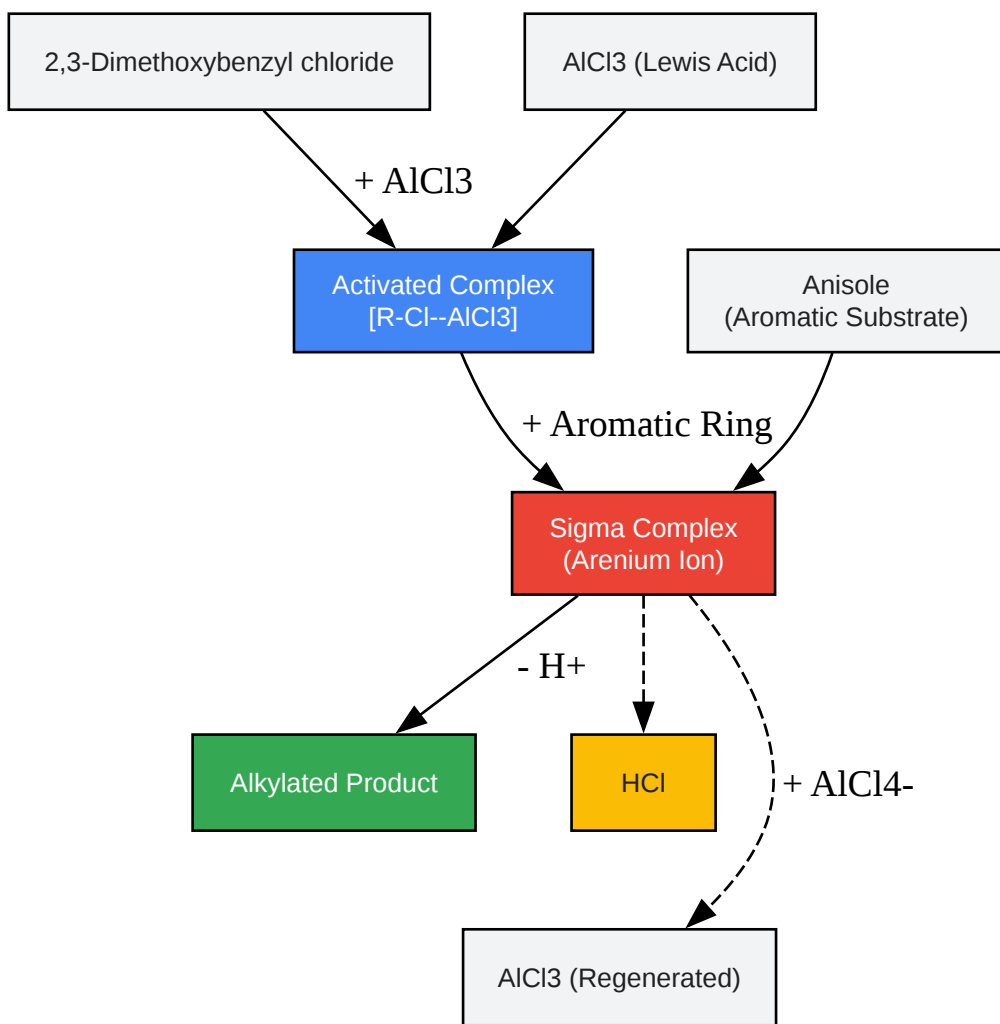 2,3-Dimethoxybenzyl chloride
AlCl3 (Lewis Acid)
+ AlCl3
Activated Complex
[R-Cl--AlCl3]
Anisole
(Aromatic Substrate)
+ Aromatic Ring
Sigma Complex
(Arenium Ion)
- H+
Alkylated Product
HCl
+ AlCl4-
AlCl3 (Regenerated)